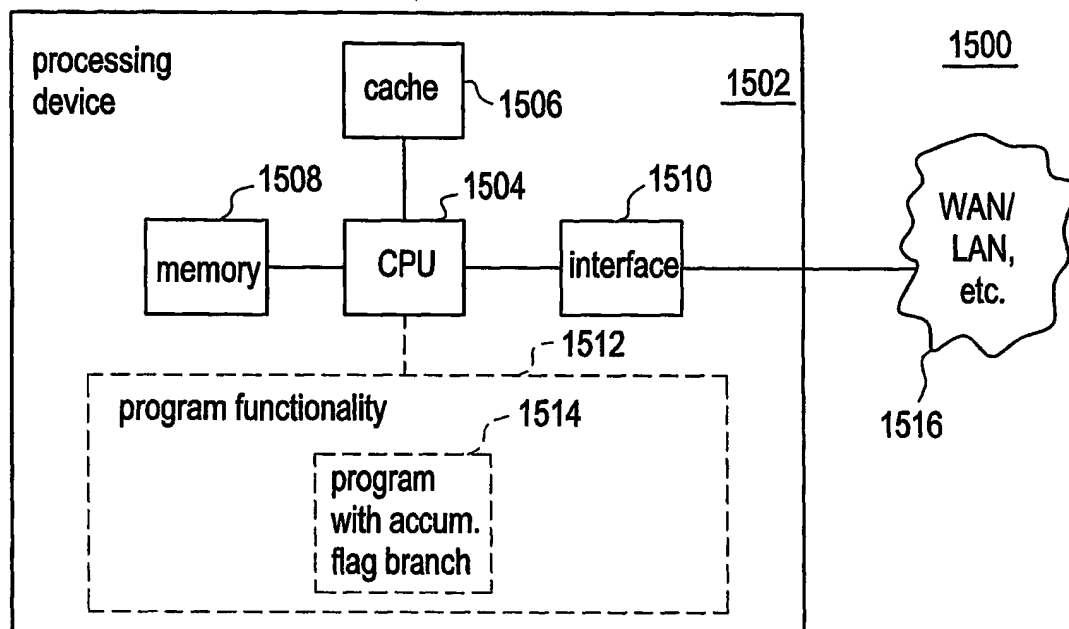 processing
device
cache
1506
1502
1500
1508
1504
1510
memory
CPU
interface
WAN/
LAN,
etc.
1512
program functionality
1514
1516
program
with accum.
flag branch